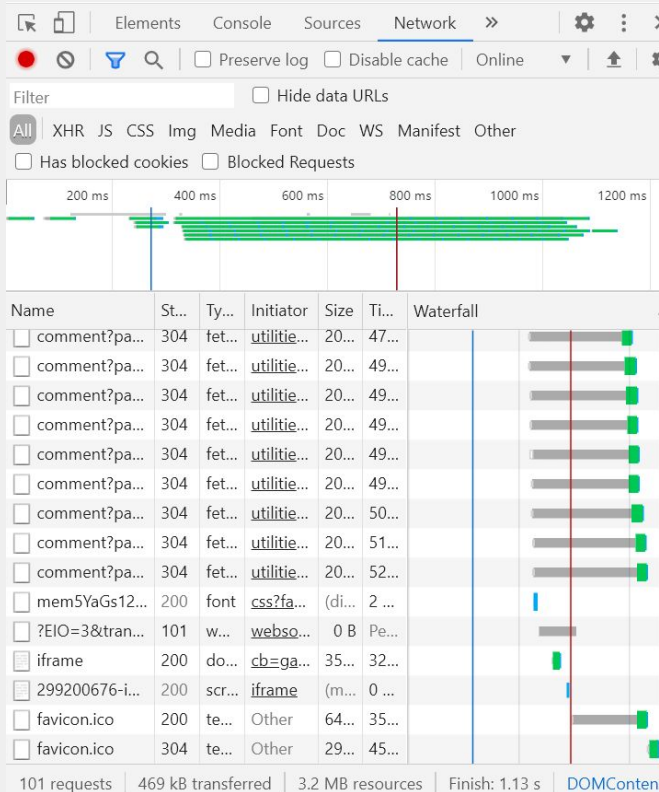 Elements Console Sources Network »
Preserve log Disable cache Online
Filter Hide data URLs
All XHR JS CSS Img Media Font Doc WS Manifest Other
Has blocked cookies Blocked Requests
200 ms 400 ms 600 ms 800 ms 1000 ms 1200 ms
Name St... Ty... Initiator Size Ti... Waterfall
comment?pa... 304 fet... utilitie... 20... 47...
comment?pa... 304 fet... utilitie... 20... 49...
comment?pa... 304 fet... utilitie... 20... 49...
comment?pa... 304 fet... utilitie... 20... 49...
comment?pa... 304 fet... utilitie... 20... 49...
comment?pa... 304 fet... utilitie... 20... 49...
comment?pa... 304 fet... utilitie... 20... 50...
comment?pa... 304 fet... utilitie... 20... 51...
comment?pa... 304 fet... utilitie... 20... 52...
mem5YaGs12... 200 font css?fa... (di... 2 ...
?EIO=3&tran... 101 w... webso... 0 B Pe...
iframe 200 do... cb=ga... 35... 32...
299200676-i... 200 scr... iframe (m... 0 ...
favicon.ico 200 te... Other 64... 35...
favicon.ico 304 te... Other 29... 45...
101 requests 469 kB transferred 3.2 MB resources Finish: 1.13 s DOMConten